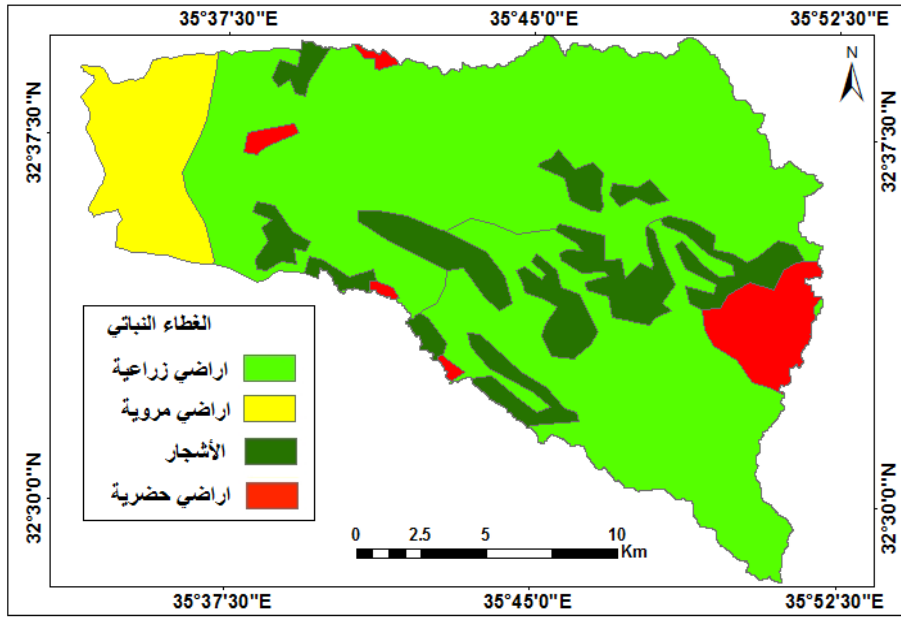 35°37'30"E 35°45'0"E 35°52'30"E
N
32°37'30"N 32°37'30"N
32°30'0"N 32°30'0"N
الغطاء النباتي
اراضي زراعية
اراضي مروية
الأشجار
اراضي حضرية
0 2.5 5 10
Km
35°37'30"E 35°45'0"E 35°52'30"E